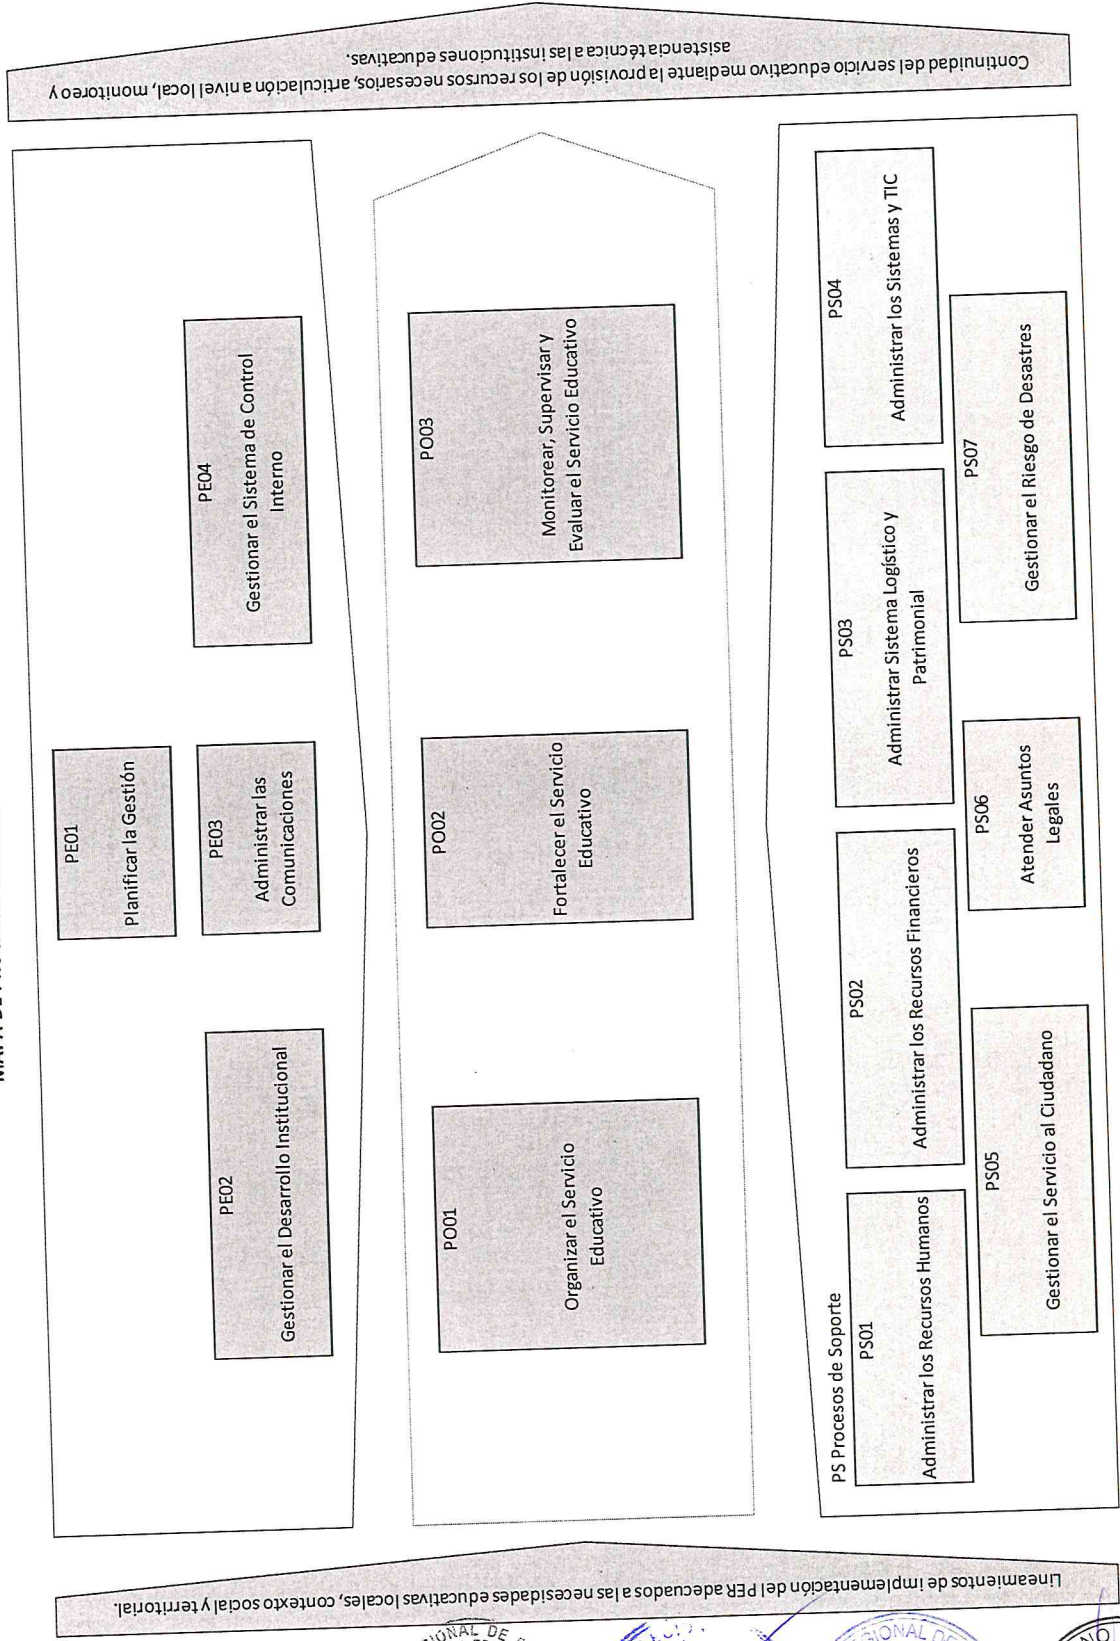 Lineamientos de implementación del PER adecuados a las necesidades educativas locales, contexto social y territorial.
PE01
Planificar la Gestión
PE02
Gestionar el Desarrollo Institucional
PE03
Administrar las
Comunicaciones
PE04
Gestionar el Sistema de Control
Interno
PO01
Organizar el Servicio
Educativo
PO02
Fortalecer el Servicio
Educativo
PO03
Monitorear, Supervisar y
Evaluar el Servicio Educativo
PS Procesos de Soporte
PS01
Administrar los Recursos Humanos
PS02
Administrar los Recursos Financieros
PS03
Administrar Sistema Logístico y
Patrimonial
PS04
Administrar los Sistemas y TIC
PS05
Gestionar el Servicio al Ciudadano
PS06
Atender Asuntos
Legales
PS07
Gestionar el Riesgo de Desastres
Continuidad del servicio educativo mediante la provisión de los recursos necesarios, articulación a nivel local, monitoreo y
asistencia técnica a las instituciones educativas.